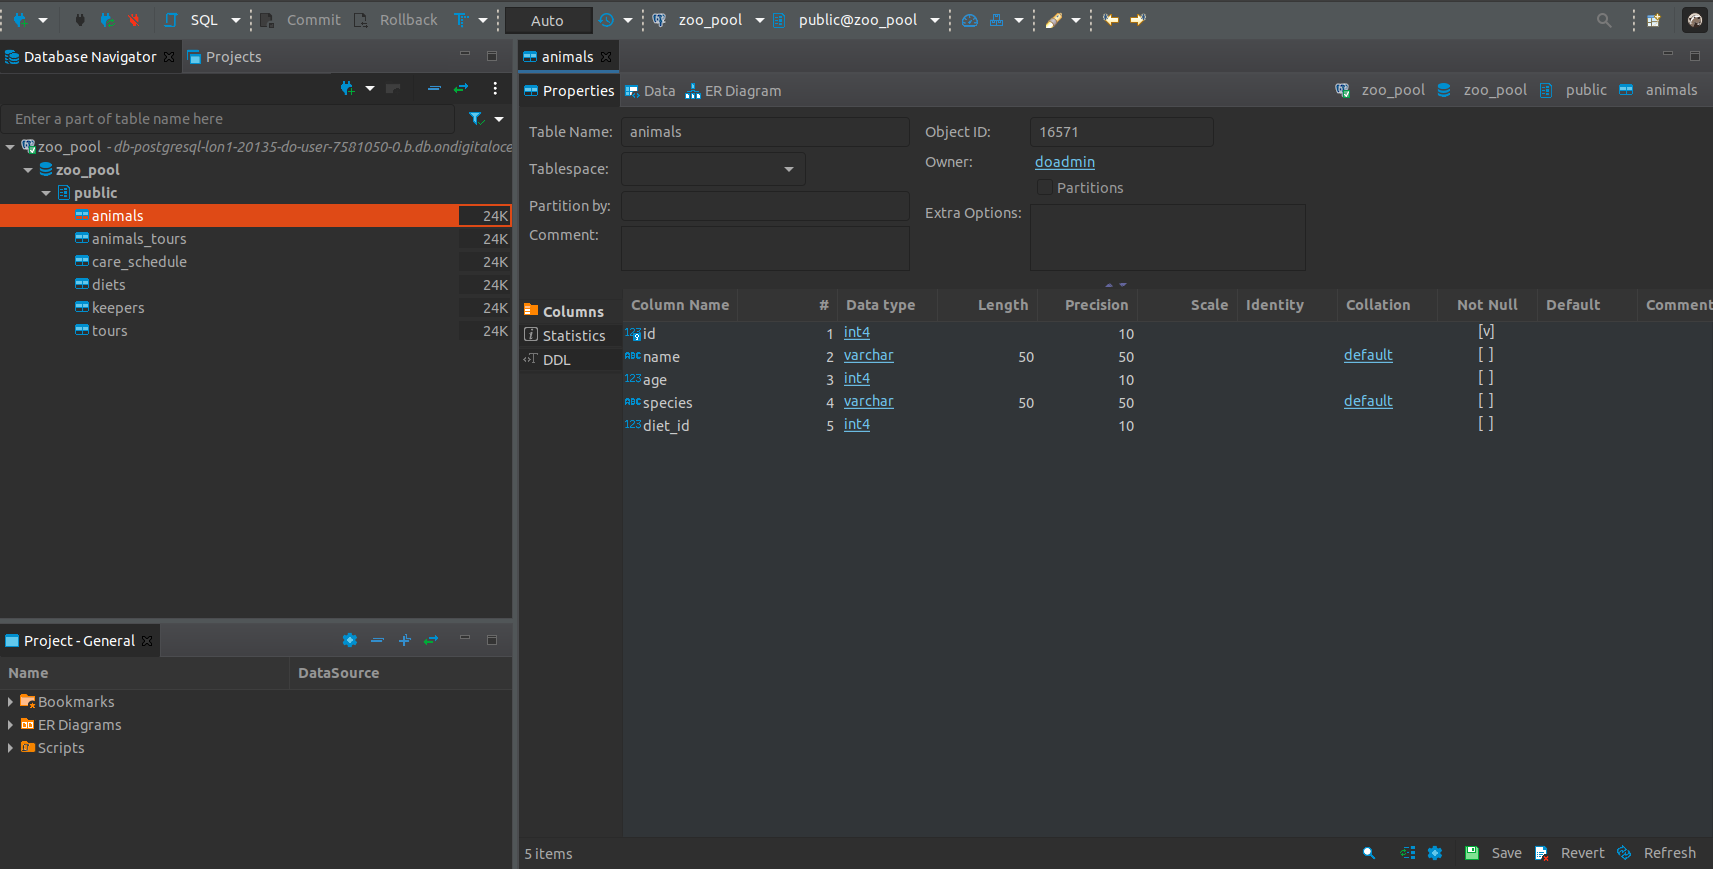 SQL Commit Rollback Auto zoo_pool public@zoo_pool
Database Navigator Projects
Enter a part of table name here
zoo_pool - db-postgresql-lon1-20135-do-user-7581050-0.b.db.ondigitaloce
zoo_pool
public
animals 24K
animals_tours 24K
care_schedule 24K
diets 24K
keepers 24K
tours 24K
Project - General
Name DataSource
Bookmarks
ER Diagrams
Scripts
animals
Properties Data ER Diagram zoo_pool zoo_pool public animals
Table Name: animals Object ID: 16571
Tablespace: Owner: doadmin
Partitions
Partition by: Extra Options:
Comment:
Columns
Statistics
DDL
Column Name # Data type Length Precision Scale Identity Collation Not Null Default Comment
123 id 1 int4 10 [v]
ABC name 2 varchar 50 50 default [ ]
123 age 3 int4 10 [ ]
ABC species 4 varchar 50 50 default [ ]
123 diet_id 5 int4 10 [ ]
5 items Save Revert Refresh